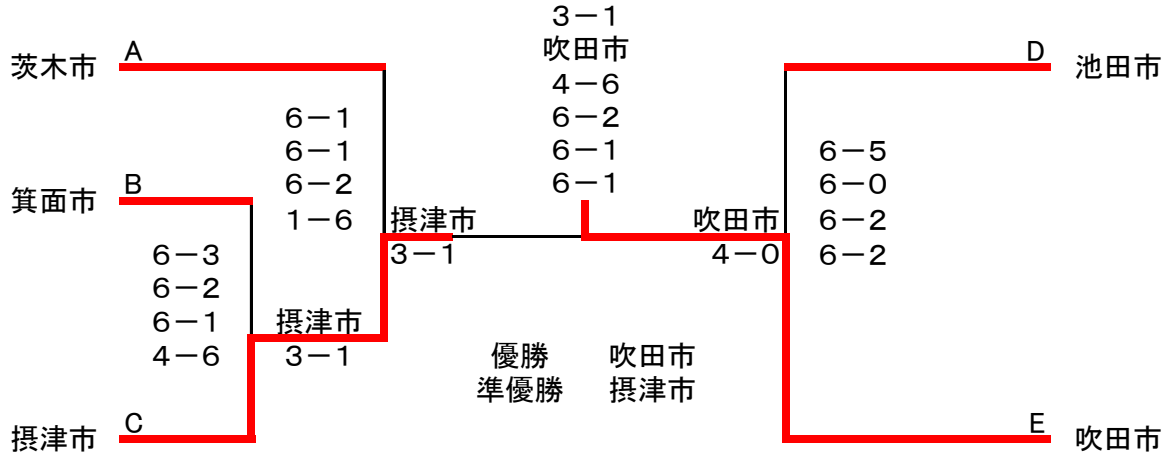 3－1
吹田市
4－6
6－2
6－1
6－1
茨木市
A
D
池田市
6－1
6－1
6－2
1－6
6－5
6－0
6－2
6－2
箕面市
B
摂津市
3－1
吹田市
4－0
6－3
6－2
6－1
4－6
摂津市
3－1
優勝 吹田市
準優勝 摂津市
摂津市
C
E
吹田市